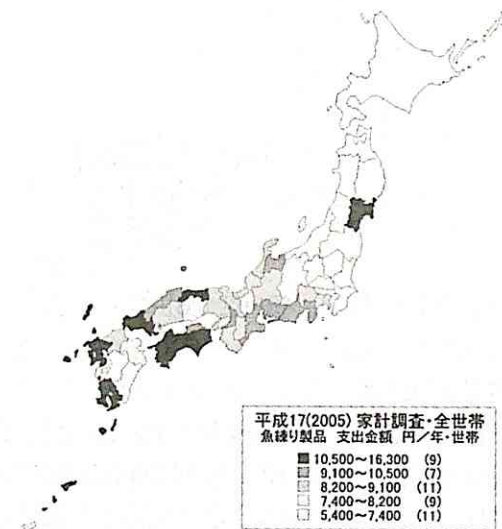 平成17(2005) 家計調査・全世帯
魚練り製品 支出金額 円/年・世帯
10,500～16,300 (9)
9,100～10,500 (7)
8,200～9,100 (11)
7,400～8,200 (9)
5,400～7,400 (11)